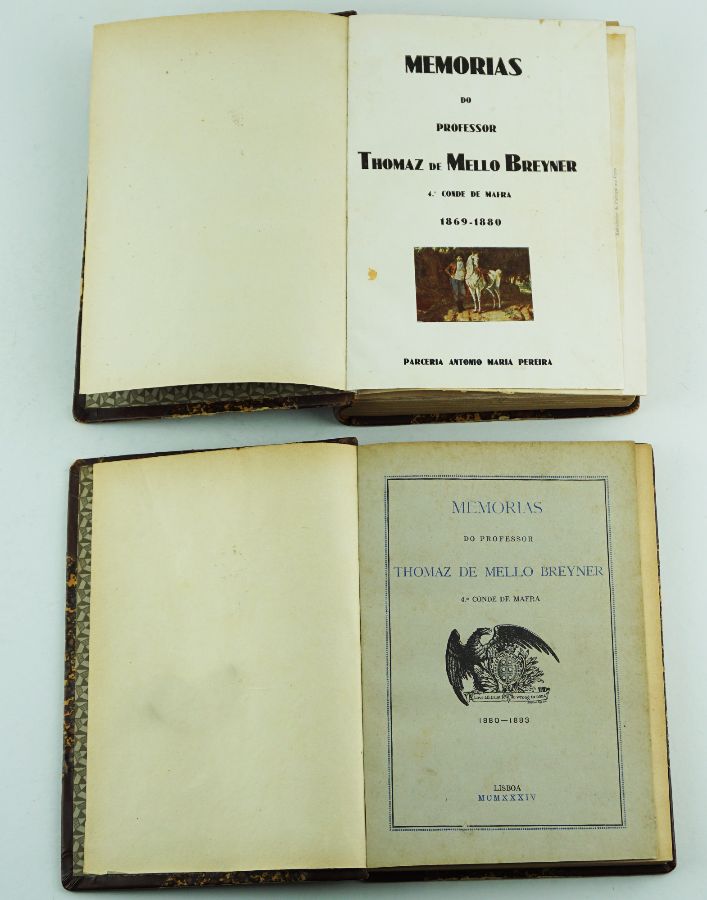 MEMORIAS
DO
PROFESSOR
THOMAZ DE MELLO BREYNER
4.º CONDE DE MAFRA
1869-1880
PARCERIA ANTONIO MARIA PEREIRA
MEMORIAS
DO PROFESSOR
THOMAZ DE MELLO BREYNER
4.º CONDE DE MAFRA
1880—1883
LISBOA
MCMXXXIV